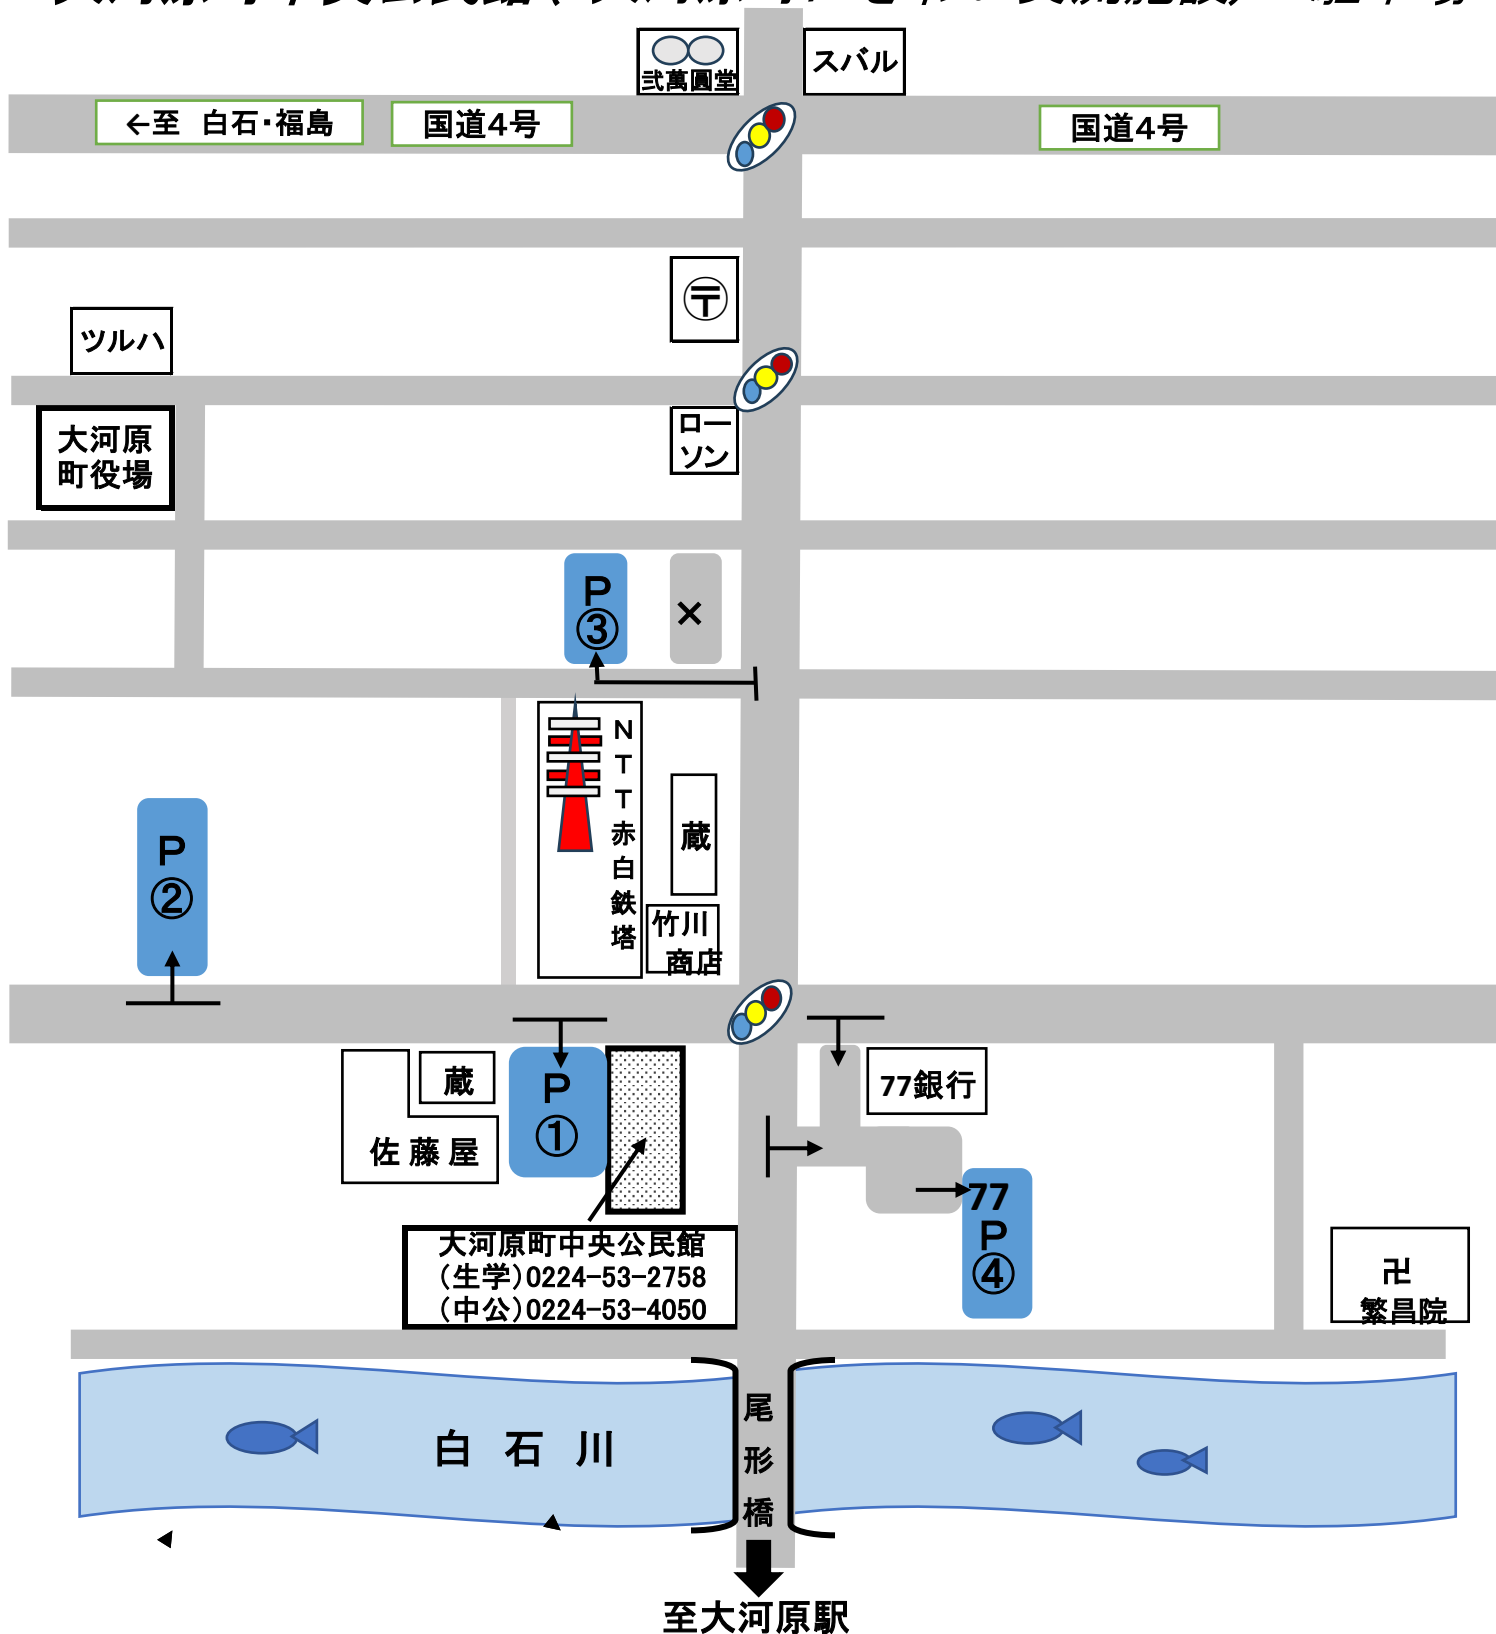 弐萬圓堂
スバル
←至　白石・福島
国道4号
国道4号
〒
ツルハ
大河原
町役場
ロー
ソン
P
③
×
NTT赤白鉄塔
蔵
竹川
商店
P
②
P
①
蔵
佐藤屋
77銀行
77
P
④
大河原町中央公民館
（生学）0224-53-2758
（中公）0224-53-4050
卍
繁昌院
白石川
尾形橋
至大河原駅